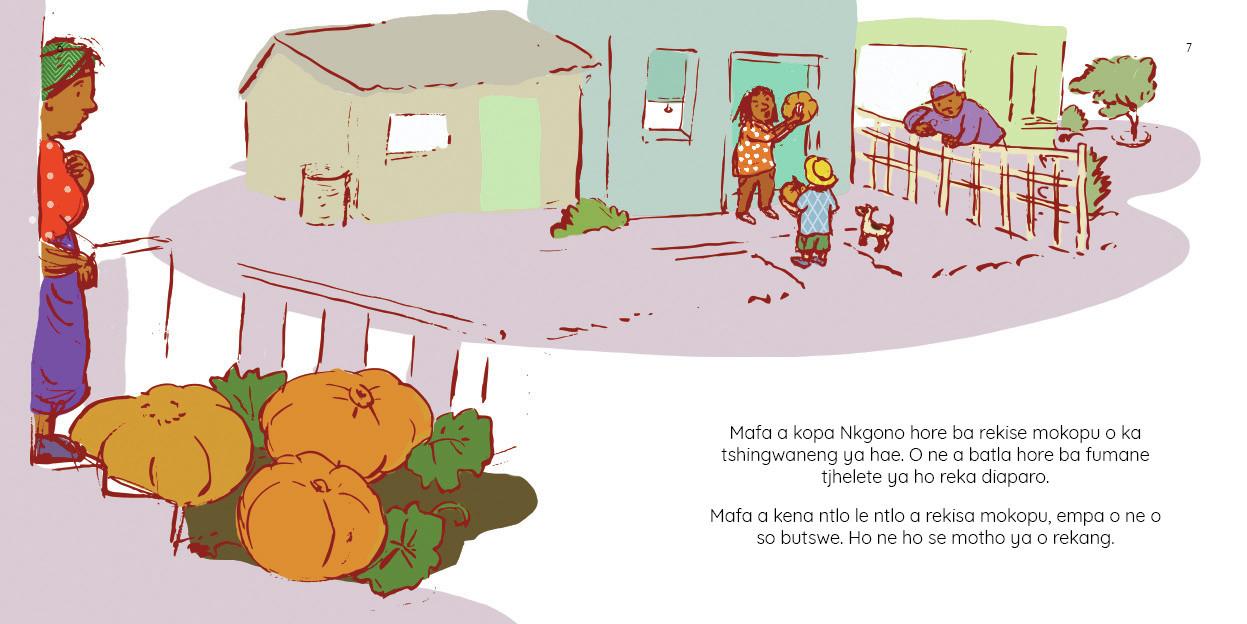 7
Mafa a kopa Nkgono hore ba rekise mokopu o ka
tshingwaneng ya hae. O ne a batla hore ba fumane
tjhelete ya ho reka diaparo.
Mafa a kena ntlo le ntlo a rekisa mokopu, empa o ne o
so butswe. Ho ne ho se motho ya o rekang.